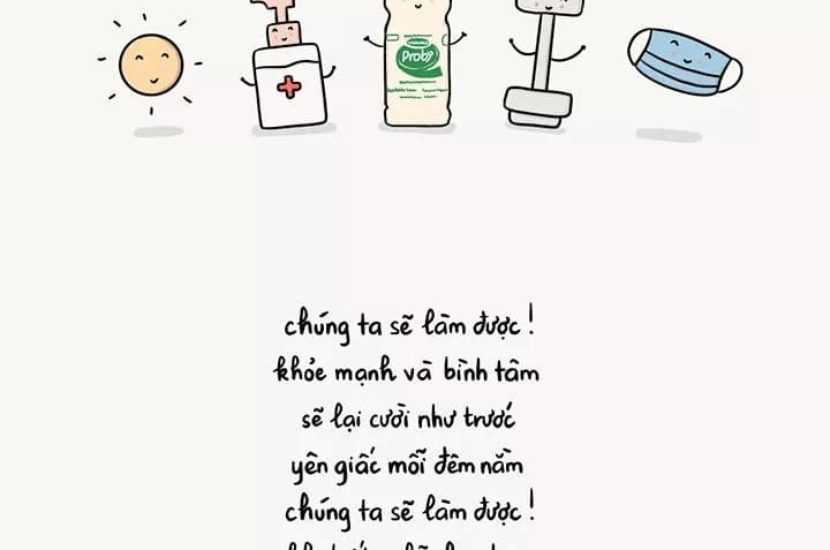 Proby
chúng ta sẽ làm được!
khỏe mạnh và bình tâm
sẽ lại cười như trước
yên giấc mỗi đêm nằm
chúng ta sẽ làm được!